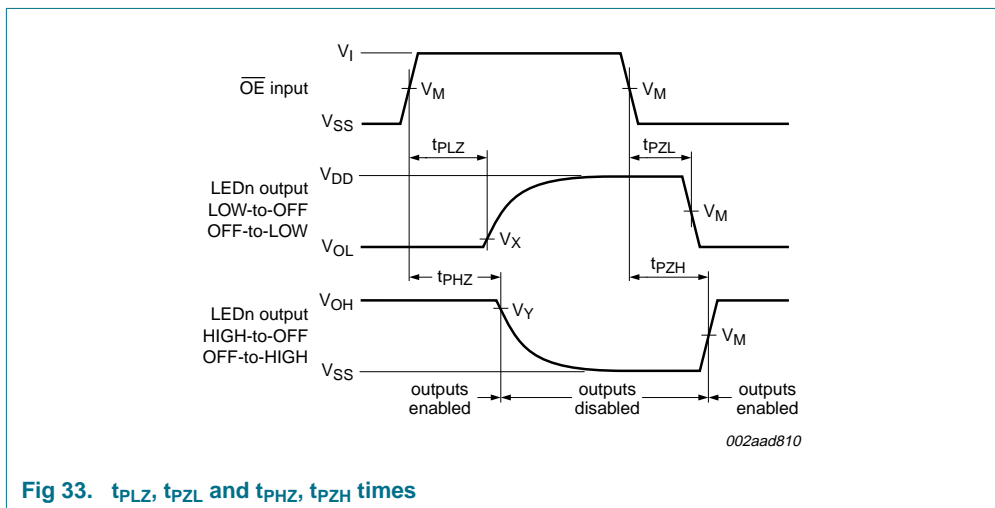 V_I
OE input
V_M
V_M
V_SS
t_PLZ
t_PZL
V_DD
LEDn output
LOW-to-OFF
OFF-to-LOW
V_M
V_OL
V_X
t_PHZ
t_PZH
V_OH
LEDn output
HIGH-to-OFF
OFF-to-HIGH
V_Y
V_M
V_SS
outputs
enabled
outputs
disabled
outputs
enabled
002aad810
Fig 33. t_PLZ, t_PZL and t_PHZ, t_PZH times